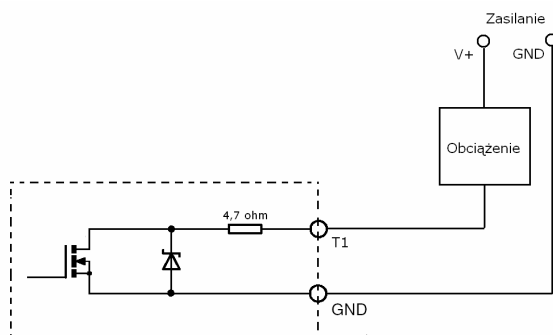 Zasilanie
V+ GND
Obciążenie
4,7 ohm
T1
GND